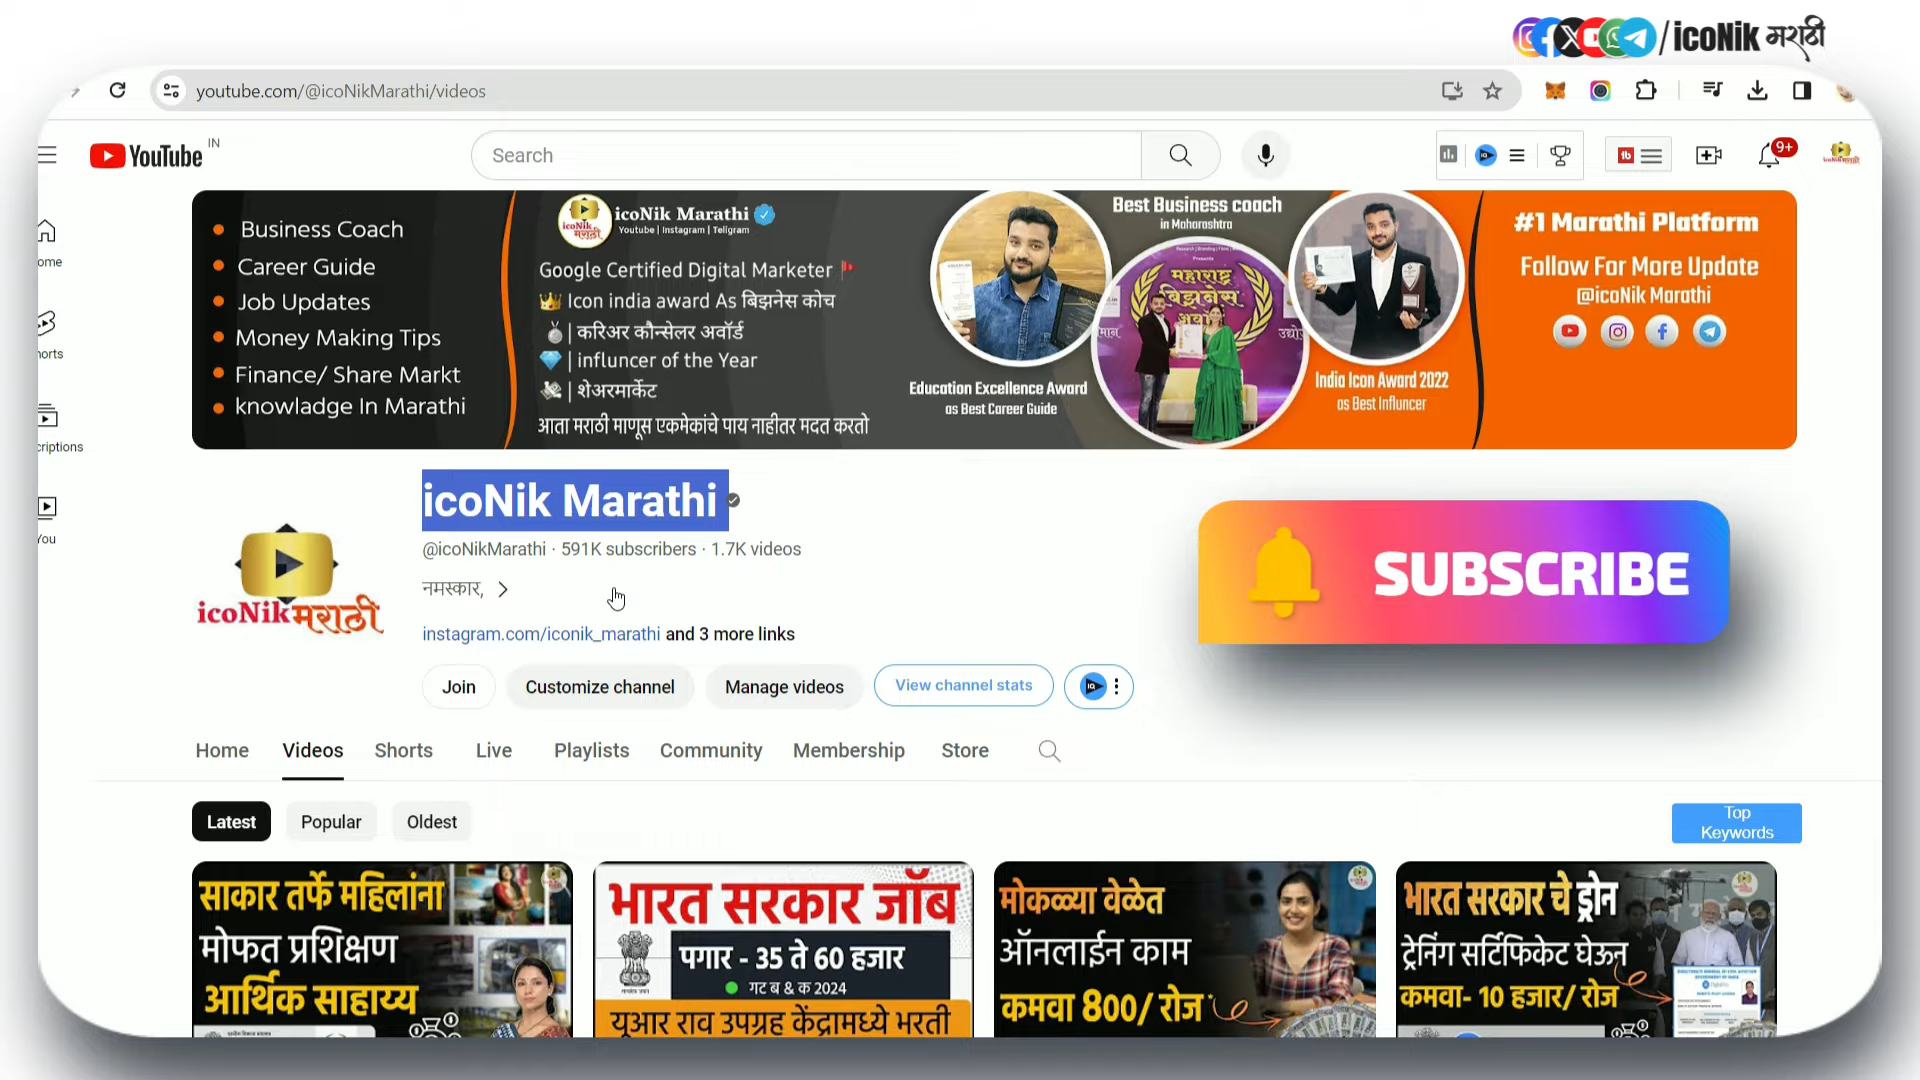 /icoNik मराठी
youtube.com/@icoNikMarathi/videos
YouTube IN
Search
9+
Business Coach
Career Guide
Job Updates
Money Making Tips
Finance/ Share Markt
knowladge In Marathi
icoNik Marathi
Youtube | Instagram | Teligram
Google Certified Digital Marketer
Icon india award As बिझनेस कोच
| करिअर कौन्सेलर अवॉर्ड
| influncer of the Year
| शेअरमार्केट
आता मराठी माणूस एकमेकांचे पाय नाहीतर मदत करतो
Education Excellence Award
as Best Career Guide
Best Business coach
in Maharashtra
महाराष्ट्र
बिझनेस
India Icon Award 2022
as Best Influncer
#1 Marathi Platform
Follow For More Update
@icoNik Marathi
icoNik मराठी
icoNik Marathi
@icoNikMarathi · 591K subscribers · 1.7K videos
नमस्कार,
instagram.com/iconik_marathi and 3 more links
SUBSCRIBE
Join
Customize channel
Manage videos
View channel stats
Home
Videos
Shorts
Live
Playlists
Community
Membership
Store
Latest
Popular
Oldest
Top
Keywords
साकार तर्फे महिलांना
मोफत प्रशिक्षण
आर्थिक साहाय्य
भारत सरकार जॉब
पगार - 35 ते 60 हजार
गट ब & क 2024
यूआर राव उपग्रह केंद्रामध्ये भरती
मोकळ्या वेळेत
ऑनलाईन काम
कमवा 800/ रोज
भारत सरकार चे ड्रोन
ट्रेनिंग सर्टिफिकेट घेऊन
कमवा- 10 हजार/ रोज